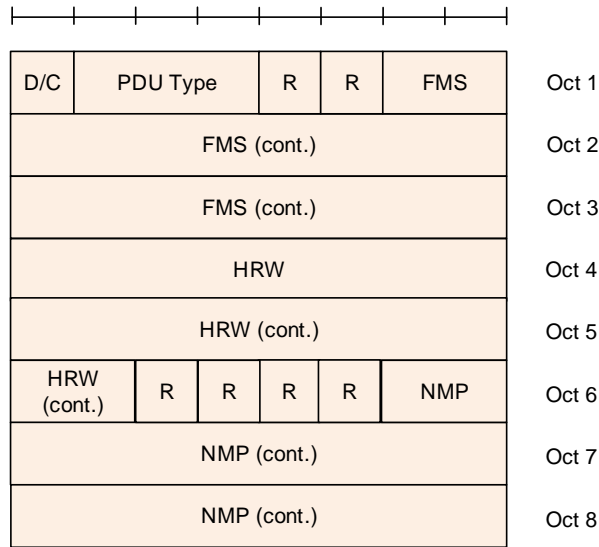 D/C PDU Type R R FMS Oct 1
FMS (cont.) Oct 2
FMS (cont.) Oct 3
HRW Oct 4
HRW (cont.) Oct 5
HRW
(cont.) R R R R NMP Oct 6
NMP (cont.) Oct 7
NMP (cont.) Oct 8